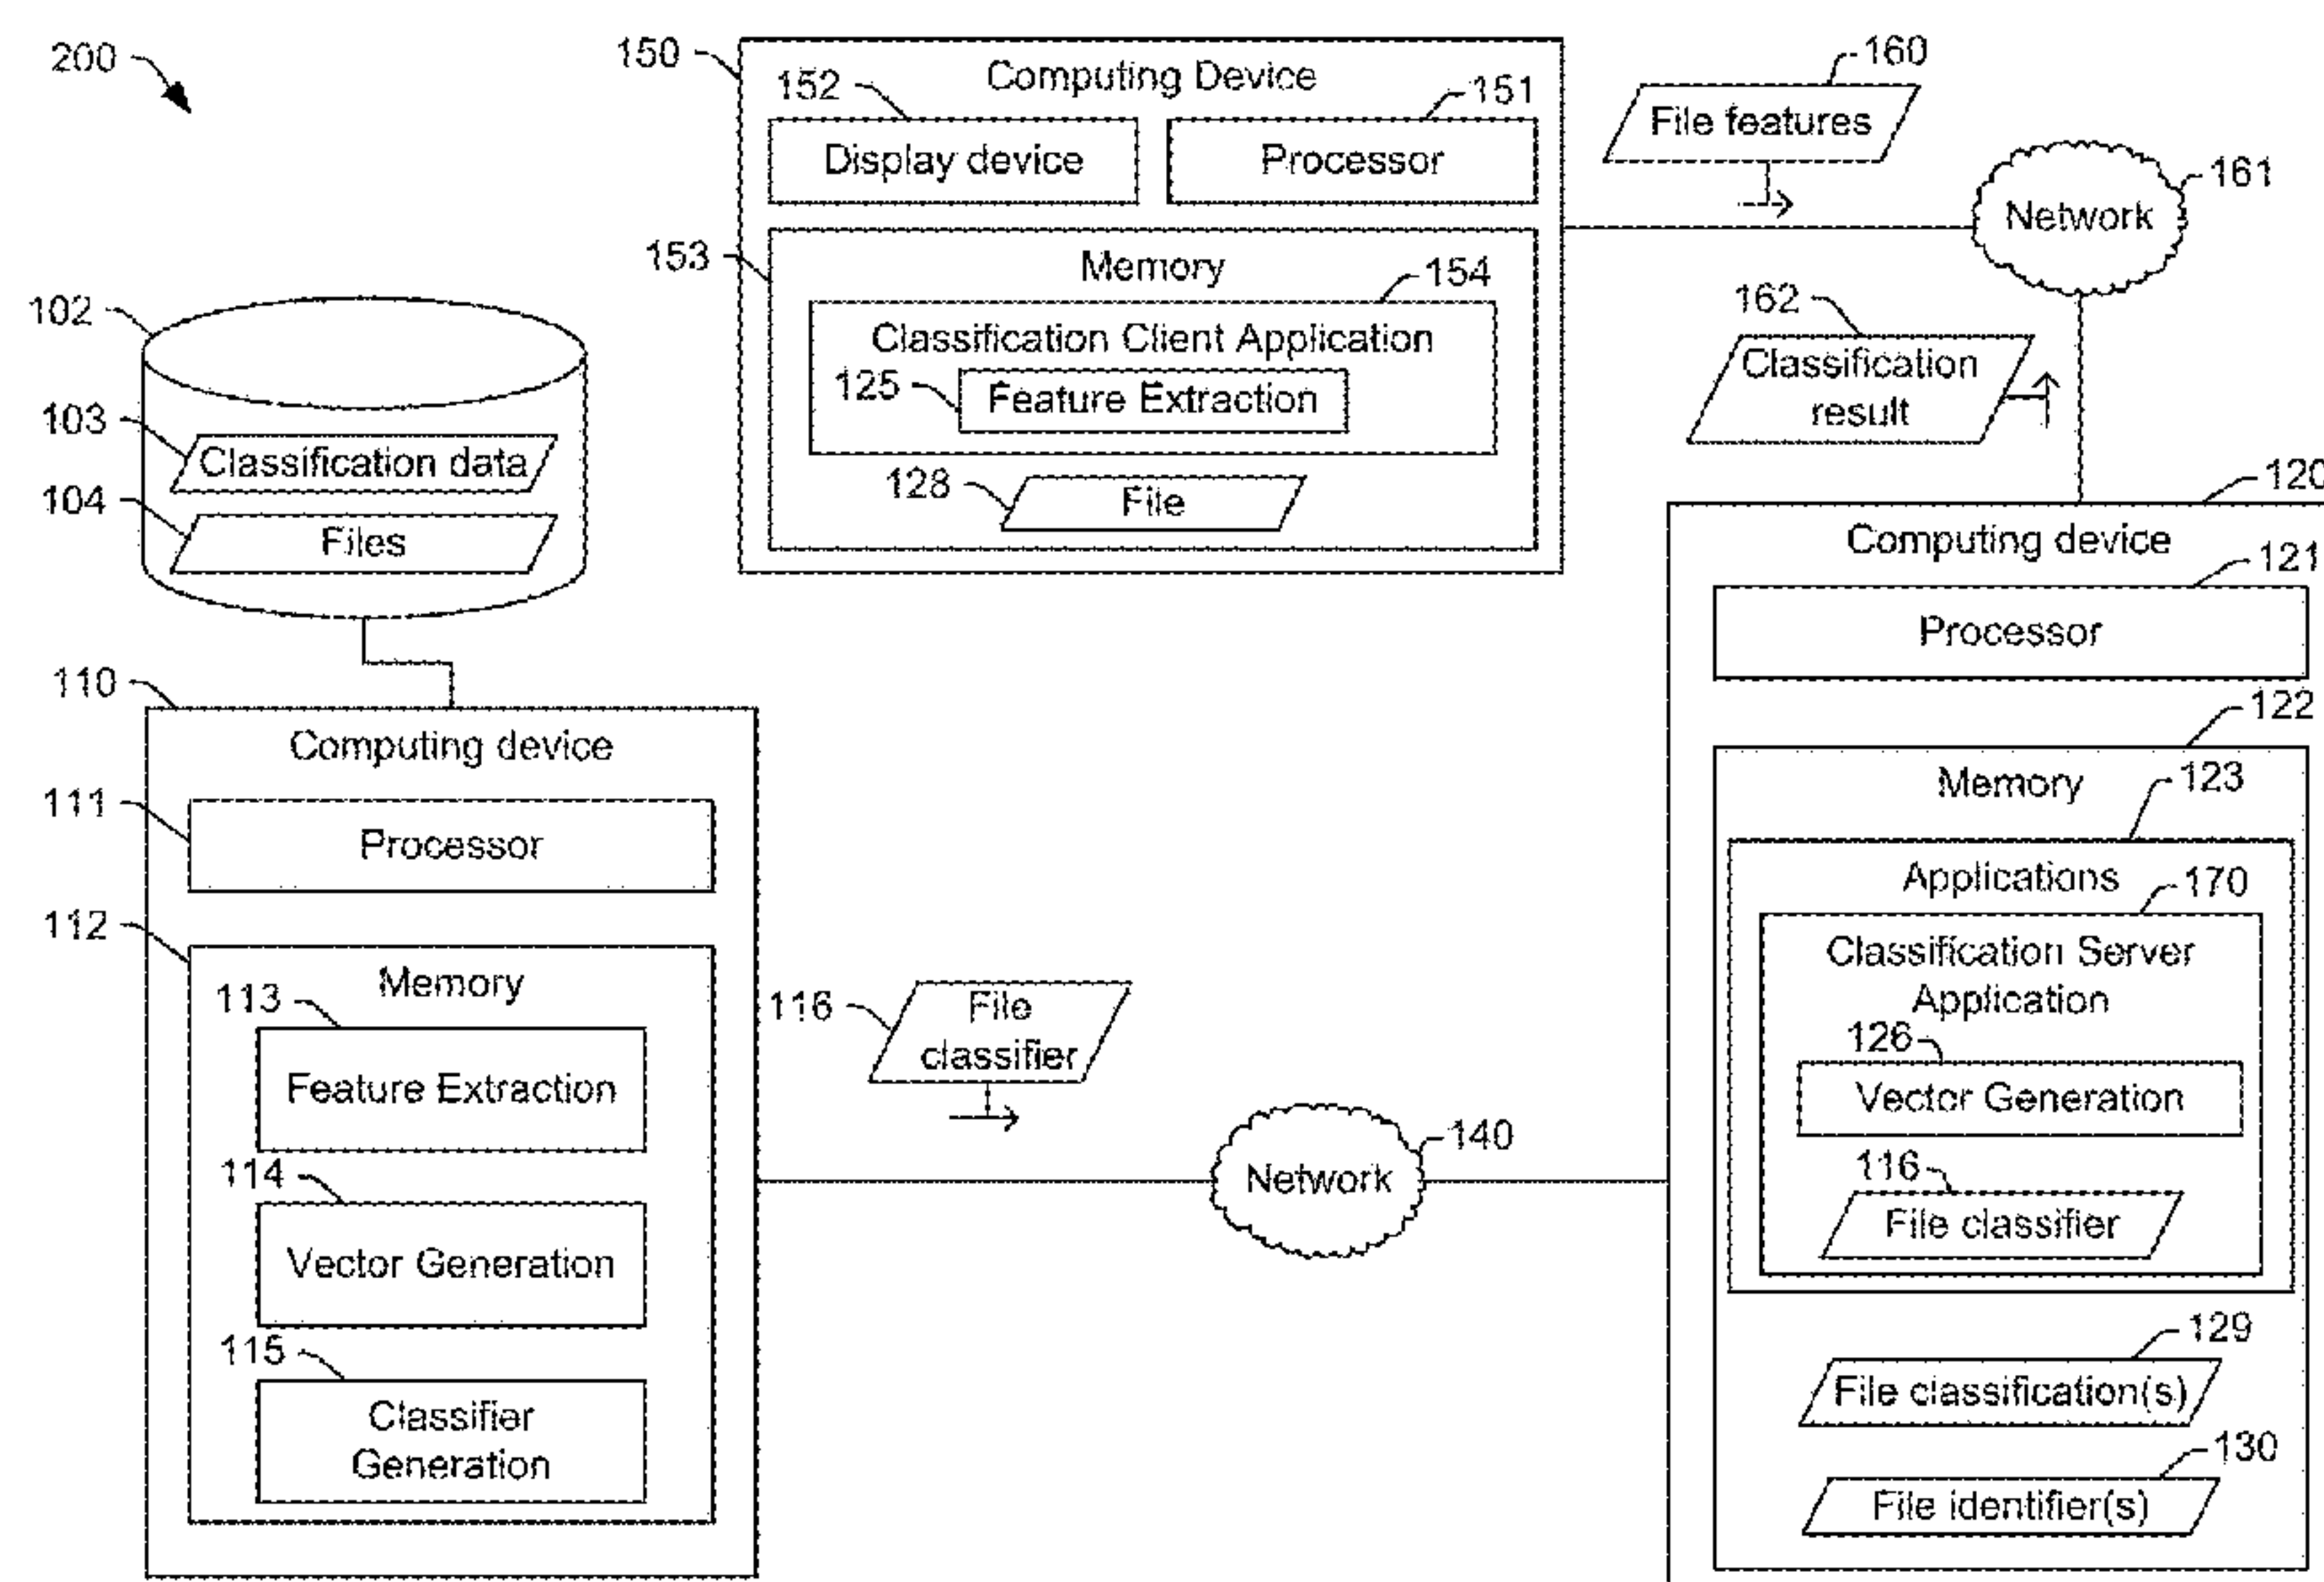 200
150
Computing Device
152
151
Display device
Processor
153
Memory
154
Classification Client Application
125
Feature Extraction
128
File
160
File features
161
Network
162
Classification
result
102
103
Classification data
104
Files
110
Computing device
111
Processor
112
Memory
113
Feature Extraction
114
Vector Generation
115
Classifier
Generation
116
File
classifier
140
Network
120
Computing device
121
Processor
122
Memory
123
Applications
170
Classification Server
Application
126
Vector Generation
116
File classifier
129
File classification(s)
130
File identifier(s)